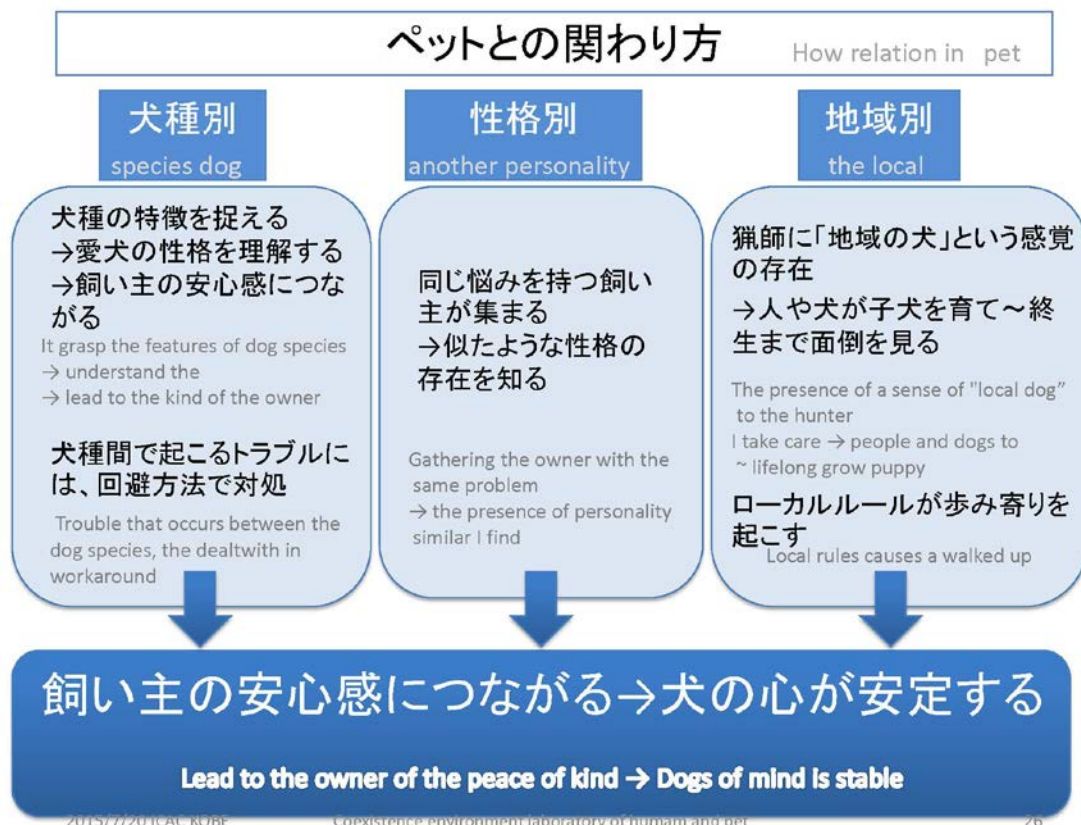 ペットとの関わり方
How relation in pet
犬種別
species dog
犬種の特徴を捉える
→愛犬の性格を理解する
→飼い主の安心感につな
がる
It grasp the features of dog species
→ understand the
→ lead to the kind of the owner
犬種間で起こるトラブルに
は、回避方法で対処
Trouble that occurs between the
dog species, the dealtwith in
workaround
性格別
another personality
同じ悩みを持つ飼い
主が集まる
→似たような性格の
存在を知る
Gathering the owner with the
same problem
→ the presence of personality
similar I find
地域別
the local
猟師に「地域の犬」という感覚
の存在
→人や犬が子犬を育て～終
生まで面倒を見る
The presence of a sense of "local dog”
to the hunter
I take care → people and dogs to
~ lifelong grow puppy
ローカルルールが歩み寄りを
起こす
Local rules causes a walked up
飼い主の安心感につながる→犬の心が安定する
Lead to the owner of the peace of kind → Dogs of mind is stable
2015/7/20 ICAC KOBE
Coexistence environment laboratory of humam and pet
26